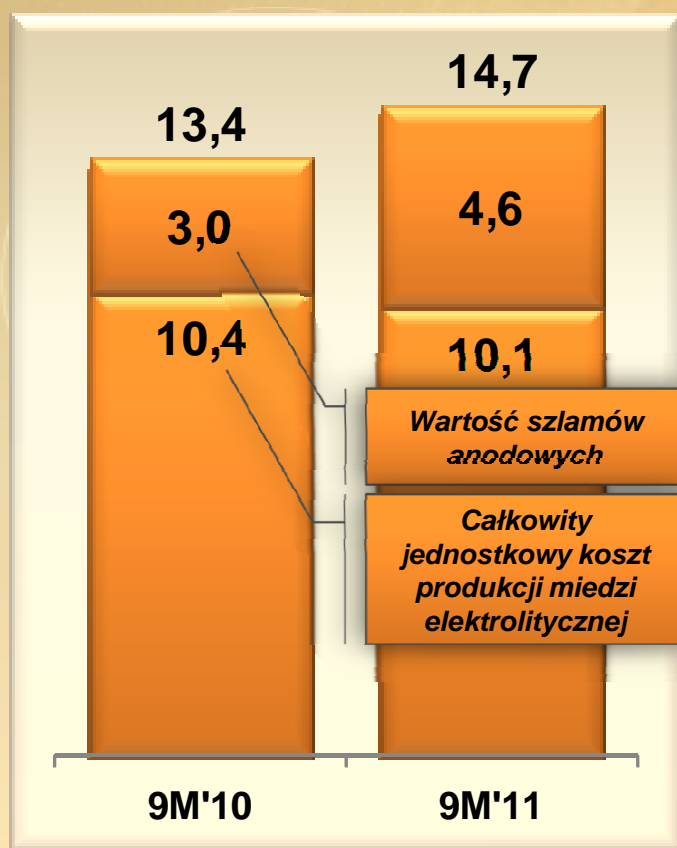 14,7
13,4
3,0
4,6
10,4
10,1
Wartość szlamów
anodowych
Całkowity
jednostkowy koszt
produkcji miedzi
elektrolitycznej
9M'10
9M'11